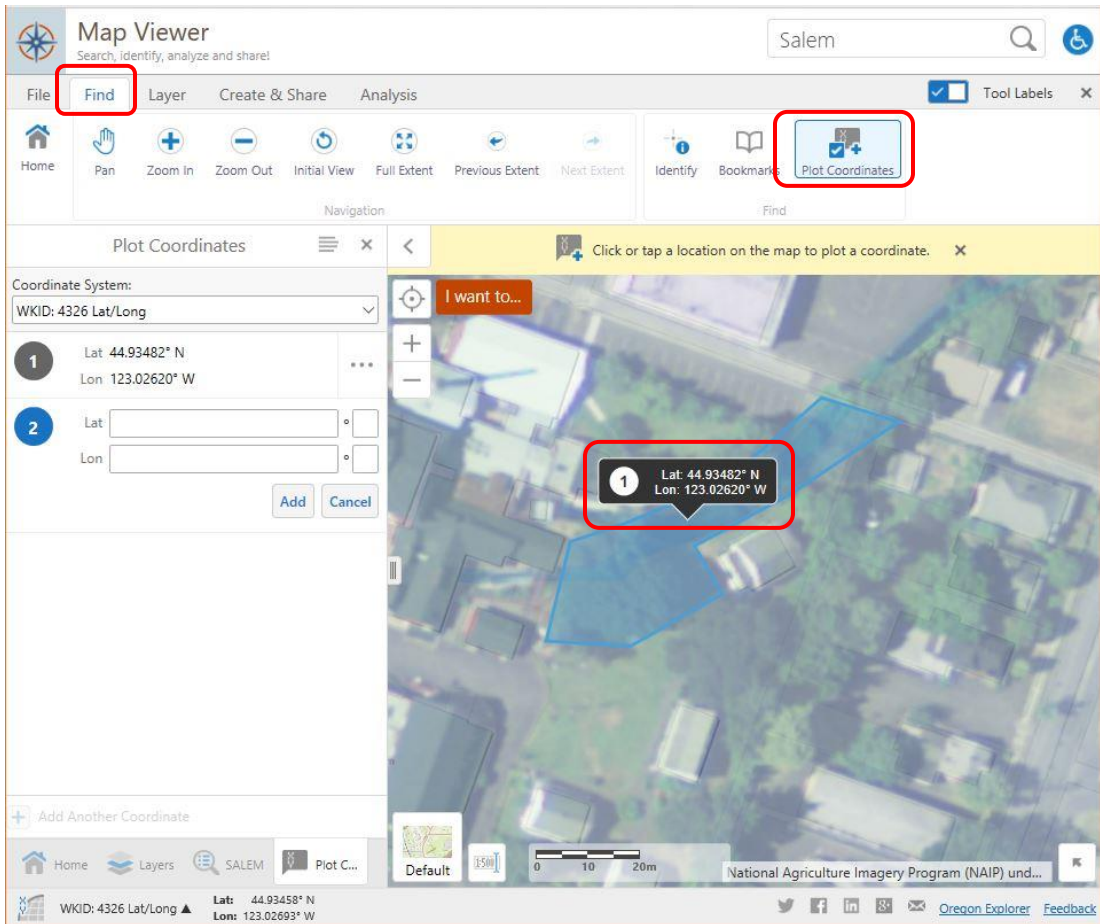 Map Viewer
Search, identify, analyze and share!
Salem
File Find Layer Create & Share Analysis
Tool Labels
Home
Pan Zoom In Zoom Out Initial View Full Extent Previous Extent Next Extent
Navigation
Identify Bookmarks Plot Coordinates
Find
Plot Coordinates
Click or tap a location on the map to plot a coordinate.
Coordinate System:
WKID: 4326 Lat/Long
I want to...
1
Lat 44.93482° N
Lon 123.02620° W
2
Lat °
Lon °
Add Cancel
1
Lat: 44.93482° N
Lon: 123.02620° W
Add Another Coordinate
Home Layers SALEM Plot C...
Default
1:500
0 10 20m
National Agriculture Imagery Program (NAIP) und...
WKID: 4326 Lat/Long ▲
Lat: 44.93458° N
Lon: 123.02693° W
Oregon Explorer Feedback